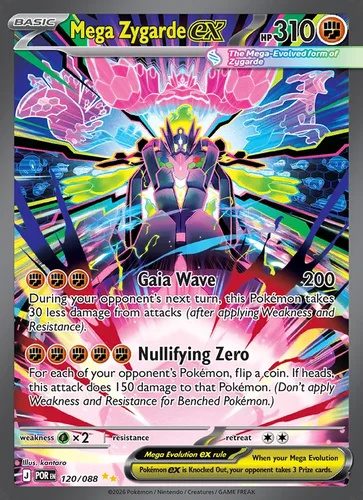 BASIC
Mega Zygarde ex HP 310
The Mega-Evolved form of
Zygarde
Gaia Wave 200
During your opponent's next turn, this Pokémon takes
30 less damage from attacks (after applying Weakness and
Resistance).
Nullifying Zero
For each of your opponent's Pokémon, flip a coin. If heads,
this attack does 150 damage to that Pokémon. (Don't apply
Weakness and Resistance for Benched Pokémon.)
weakness ×2 resistance retreat
Illus. kantaro
J POR EN 120/088
Mega Evolution ex rule
When your Mega Evolution
Pokémon ex is Knocked Out, your opponent takes 3 Prize cards.
©2026 Pokémon / Nintendo / Creatures / GAME FREAK